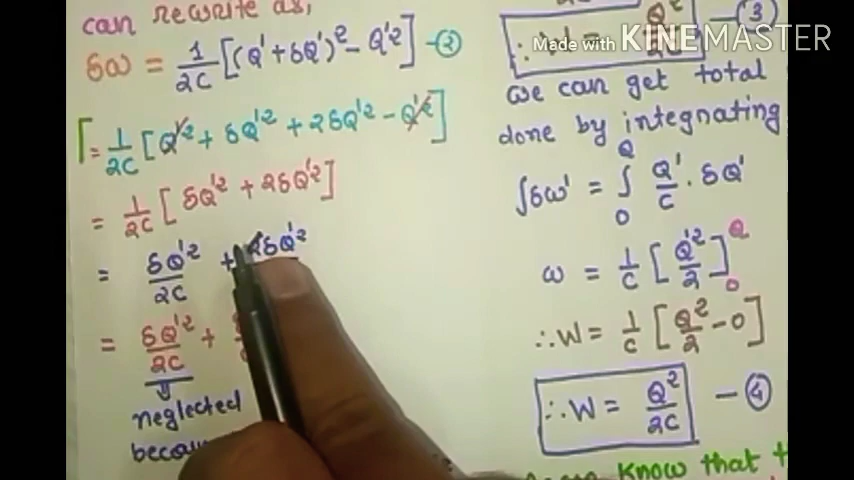 can rewrite as,
δω = 1/2C [(Q' + δQ')² - Q'²] -②
= 1/2C [Q'² + δQ'² + 2δQ'² - Q'²]
= 1/2C [δQ'² + 2δQ'²]
= δQ'²/2C + 2δQ'²
= δQ'²/2C +
neglected
∴ W = Q² -③
Made with KINEMASTER
we can get total
done by integrating
∫δω' = ∫₀Q Q'/C . δQ'
ω = 1/C [Q'²/2]Q₀
∴ W = 1/C [Q²/2 - 0]
∴ W = Q²/2C -④
know that